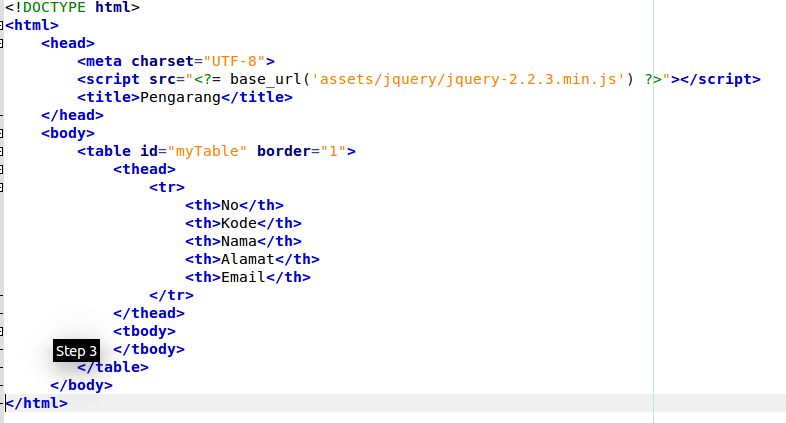 <!DOCTYPE html>
<html>
<head>
<meta charset="UTF-8">
<script src="<?= base_url('assets/jquery/jquery-2.2.3.min.js') ?>"></script>
<title>Pengarang</title>
</head>
<body>
<table id="myTable" border="1">
<thead>
<tr>
<th>No</th>
<th>Kode</th>
<th>Nama</th>
<th>Alamat</th>
<th>Email</th>
</tr>
</thead>
<tbody>
Step 3 </tbody>
</table>
</body>
</html>